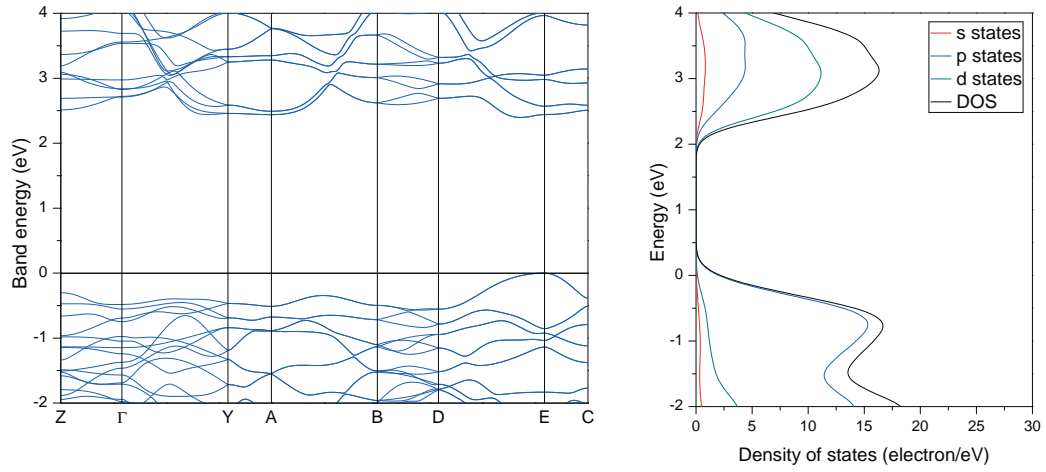 4
3
2
1
0
-1
-2
Band energy (eV)
Z
Γ
Y
A
B
D
E
C
4
3
2
1
0
-1
-2
Energy (eV)
s states
p states
d states
DOS
0
5
10
15
20
25
30
Density of states (electron/eV)